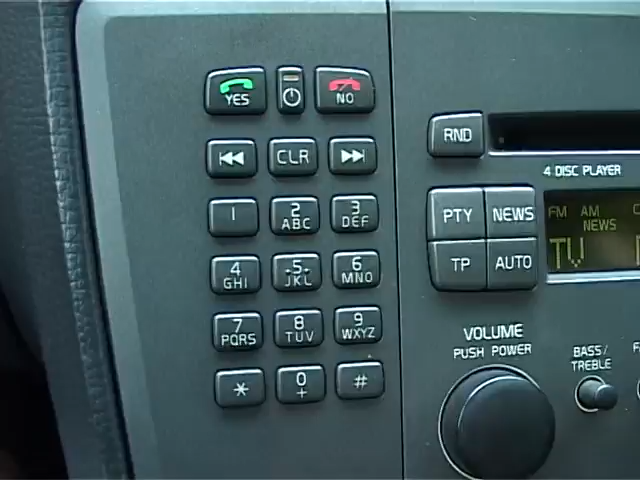 YES
NO
CLR
1
2
ABC
3
DEF
4
GHI
5
JKL
6
MNO
7
PQRS
8
TUV
9
WXYZ
*
0
+
#
RND
4 DISC PLAYER
PTY NEWS
TP AUTO
FM AM
NEWS
TV
VOLUME
PUSH POWER
BASS/
TREBLE